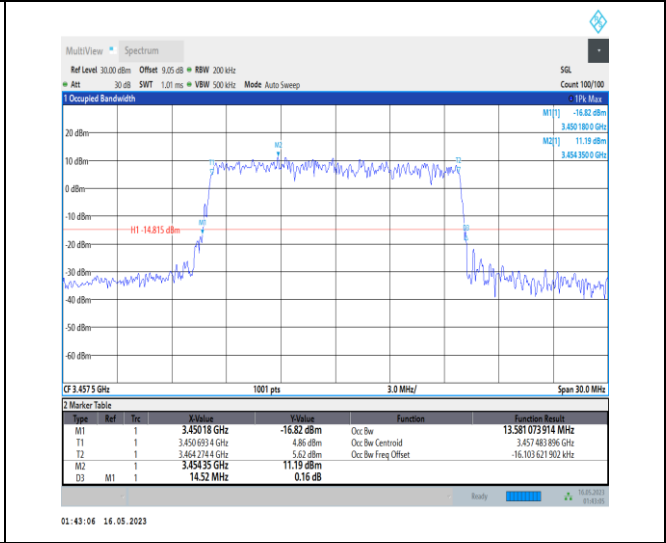 MultiView Spectrum
Ref Level 30.00 dBm Offset 9.05 dB RBW 200 kHz SGL
Att 30 dB SWT 1.01 ms VBW 500 kHz Mode Auto Sweep Count 100/100
1 Occupied Bandwidth 1Pk Max
M1[1] -16.82 dBm
3.450 180 0 GHz
M2[1] 11.19 dBm
3.454 350 0 GHz
20 dBm
M2
10 dBm
T1
T2
0 dBm
-10 dBm
M1
H1 -14.815 dBm
D3
-30 dBm
-40 dBm
-50 dBm
-60 dBm
CF 3.457 5 GHz 1001 pts 3.0 MHz/ Span 30.0 MHz
2 Marker Table
Type Ref Trc X-Value Y-Value Function Function Result
M1 1 3.450 18 GHz -16.82 dBm Occ Bw 13.581 073 914 MHz
T1 1 3.450 693 4 GHz 4.86 dBm Occ Bw Centroid 3.457 483 896 GHz
T2 1 3.464 274 4 GHz 5.62 dBm Occ Bw Freq Offset -16.103 621 902 kHz
M2 1 3.454 35 GHz 11.19 dBm
D3 M1 1 14.52 MHz 0.16 dB
Ready 16.05.2023
01:43:05
01:43:06 16.05.2023